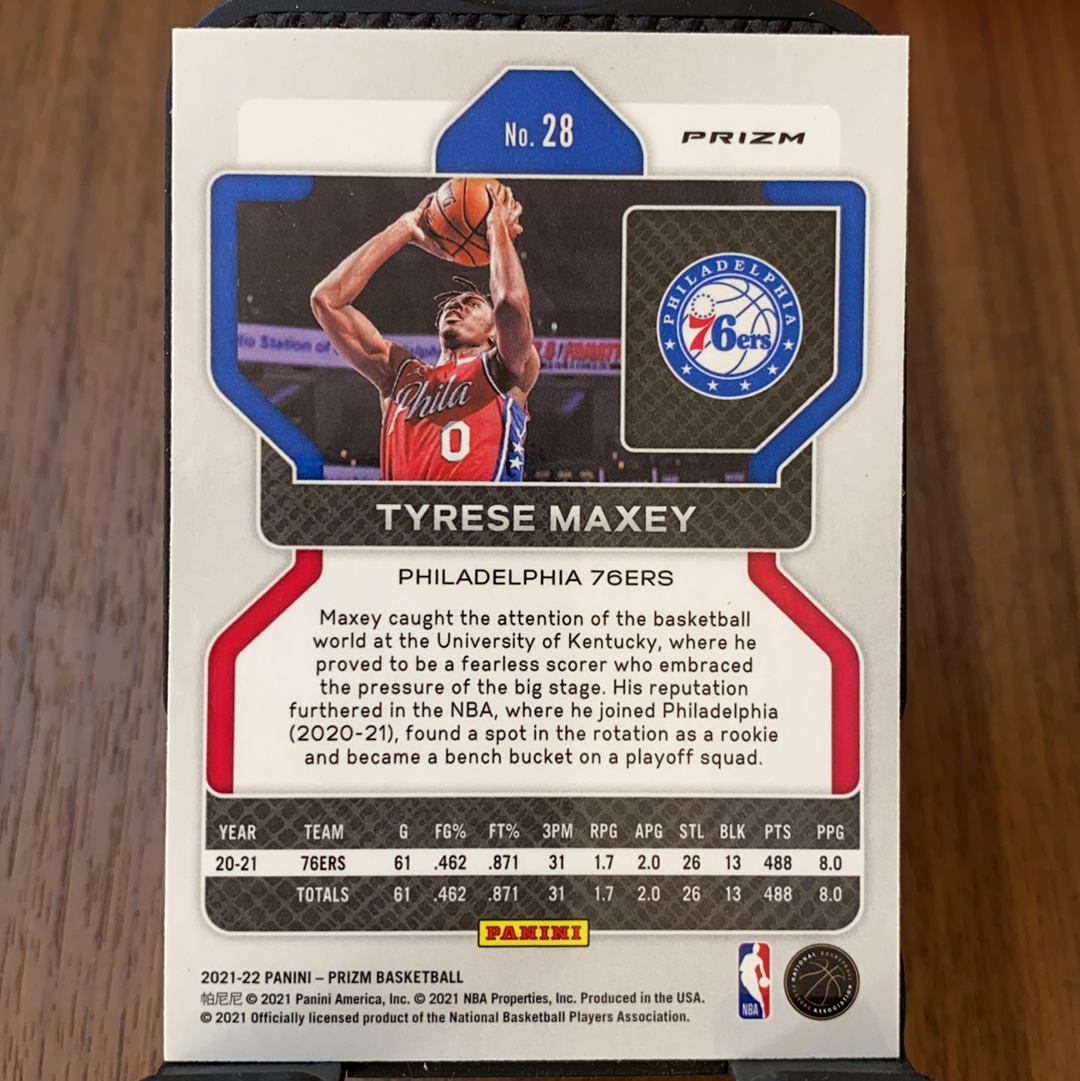 No. 28
PRIZM
PHILADELPHIA
76ers
Phila
0
TYRESE MAXEY
PHILADELPHIA 76ERS
Maxey caught the attention of the basketball
world at the University of Kentucky, where he
proved to be a fearless scorer who embraced
the pressure of the big stage. His reputation
furthered in the NBA, where he joined Philadelphia
(2020-21), found a spot in the rotation as a rookie
and became a bench bucket on a playoff squad.
YEAR TEAM G FG% FT% 3PM RPG APG STL BLK PTS PPG
20-21 76ERS 61 .462 .871 31 1.7 2.0 26 13 488 8.0
TOTALS 61 .462 .871 31 1.7 2.0 26 13 488 8.0
PANINI
2021-22 PANINI – PRIZM BASKETBALL
帕尼尼 © 2021 Panini America, Inc. © 2021 NBA Properties, Inc. Produced in the USA.
© 2021 Officially licensed product of the National Basketball Players Association.
NBA
NATIONAL BASKETBALL
PLAYERS ASSOCIATION